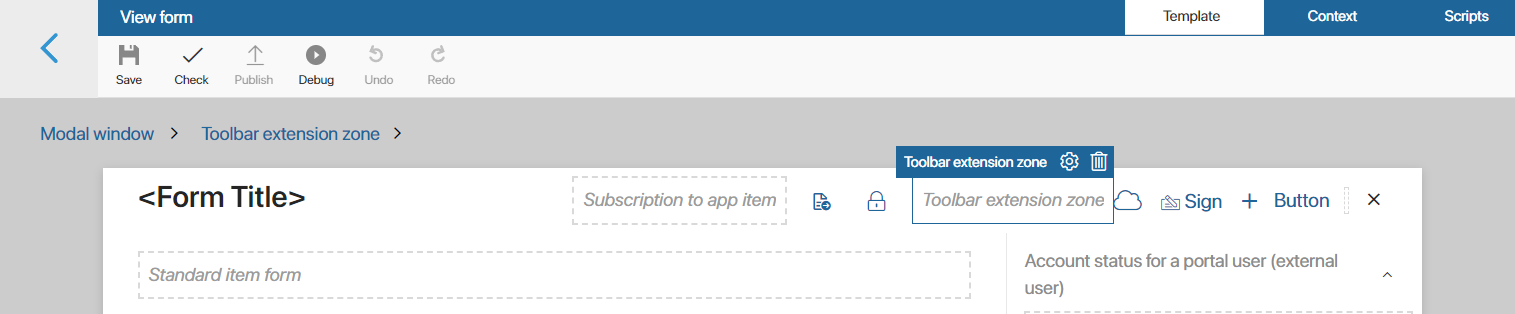 View form
Template
Context
Scripts
Save
Check
Publish
Debug
Undo
Redo
Modal window
Toolbar extension zone
Toolbar extension zone
<Form Title>
Subscription to app item
Toolbar extension zone
Sign
Button
Standard item form
Account status for a portal user (external
user)